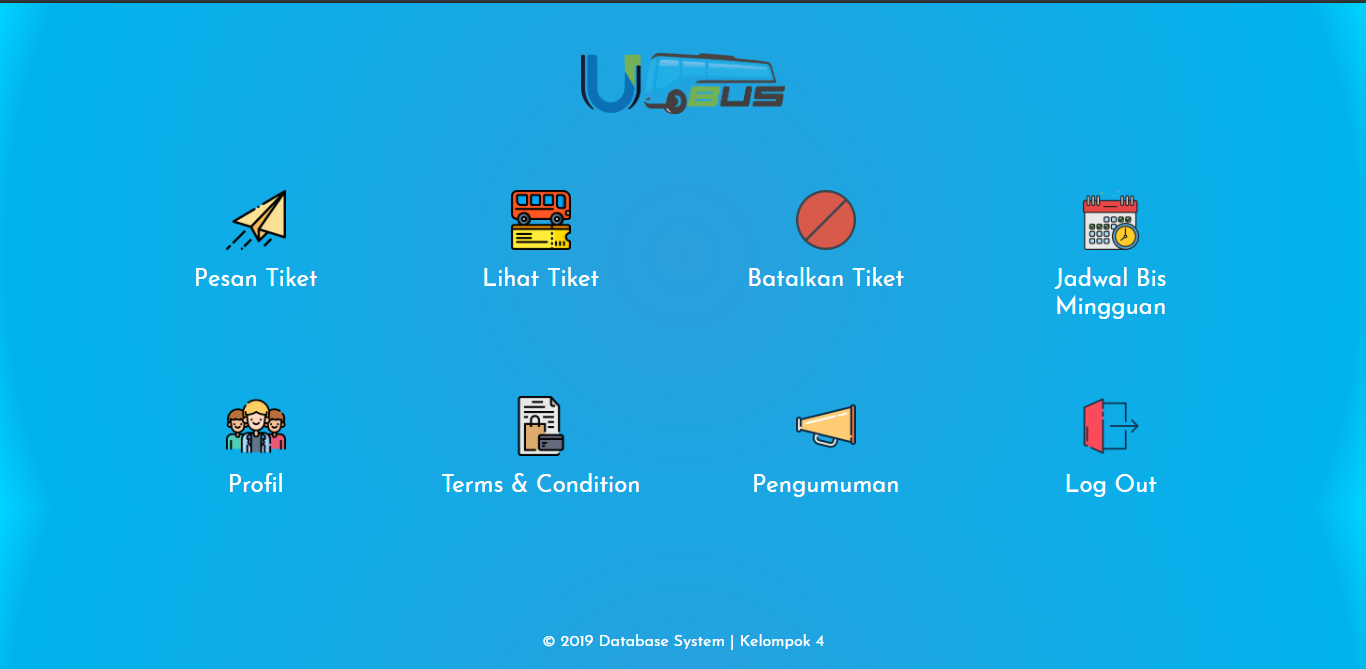 U BUS
Pesan Tiket
Lihat Tiket
Batalkan Tiket
Jadwal Bis
Mingguan
Profil
Terms & Condition
Pengumuman
Log Out
© 2019 Database System | Kelompok 4